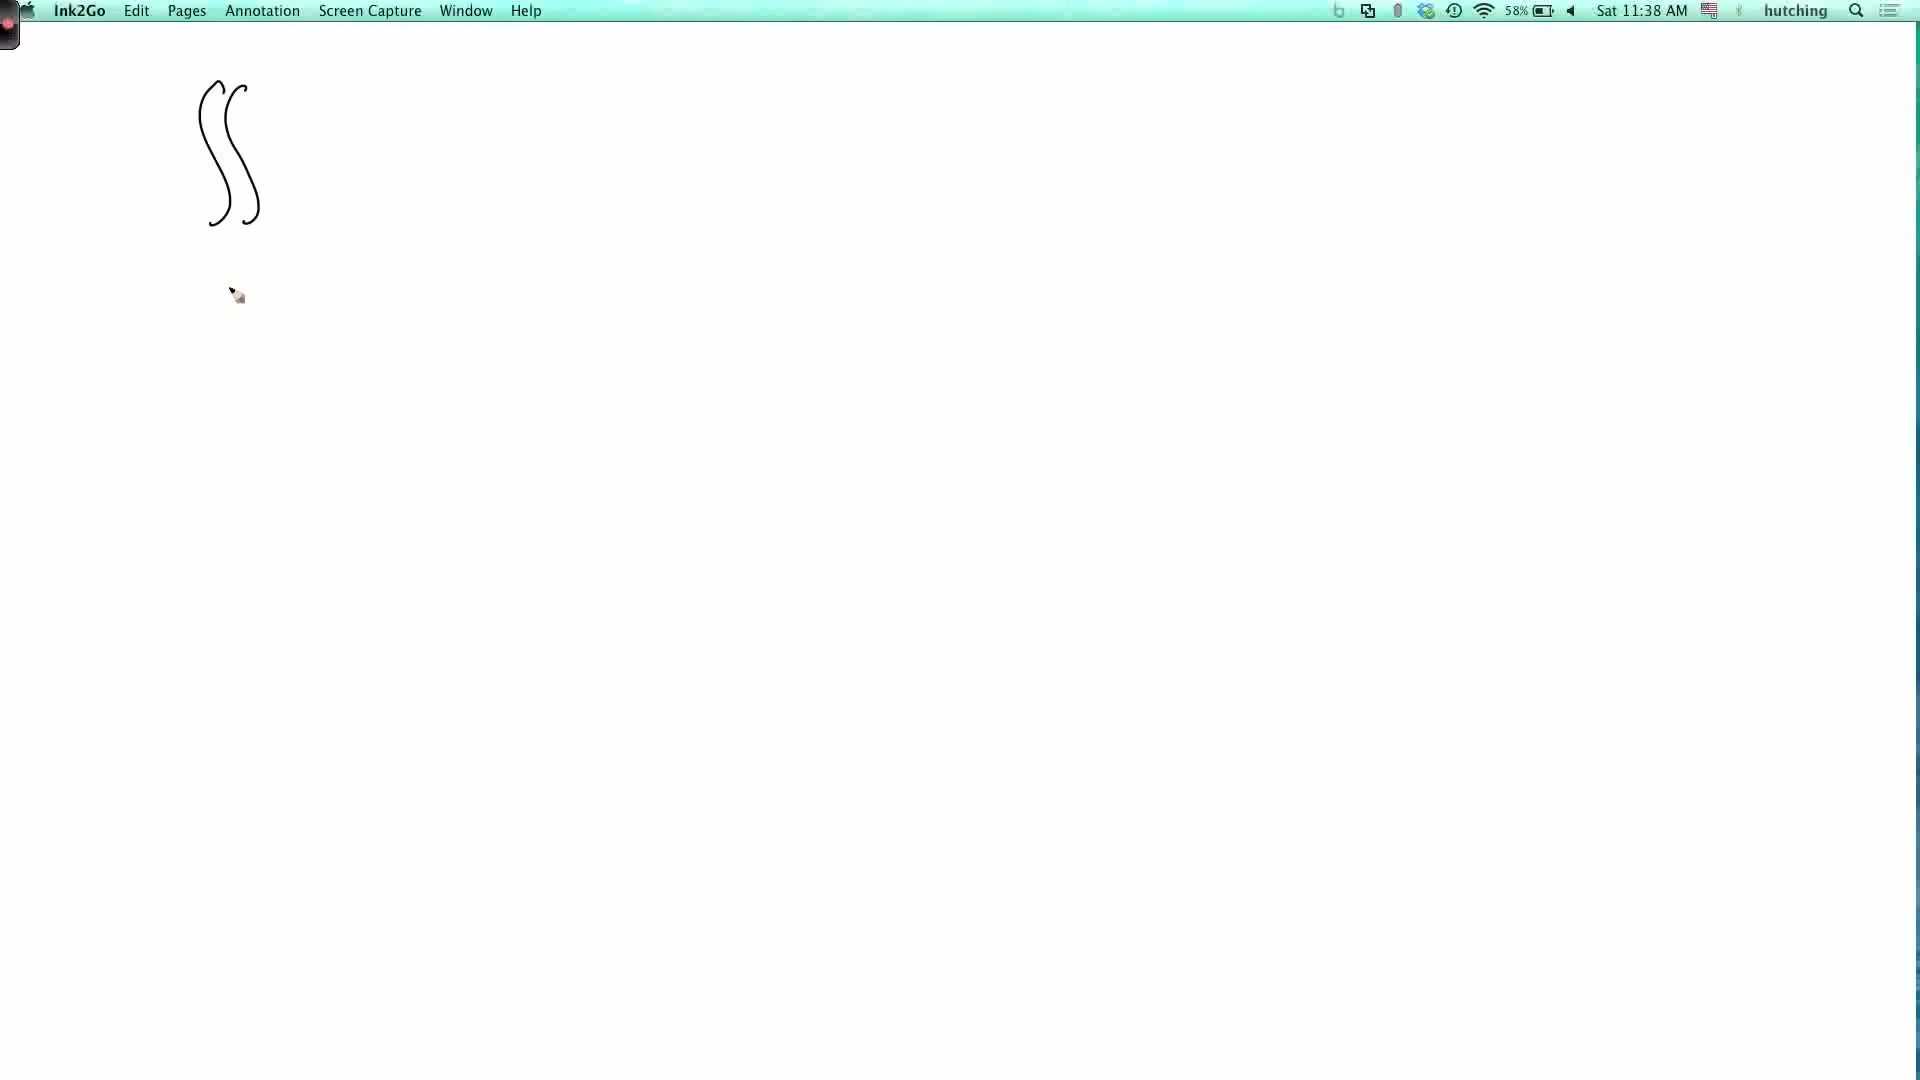 Ink2Go Edit Pages Annotation Screen Capture Window Help 58% Sat 11:38 AM hutching
∬